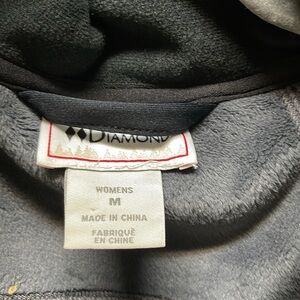 DIAMOND
WOMENS
M
MADE IN CHINA
FABRIQUÉ
EN CHINE